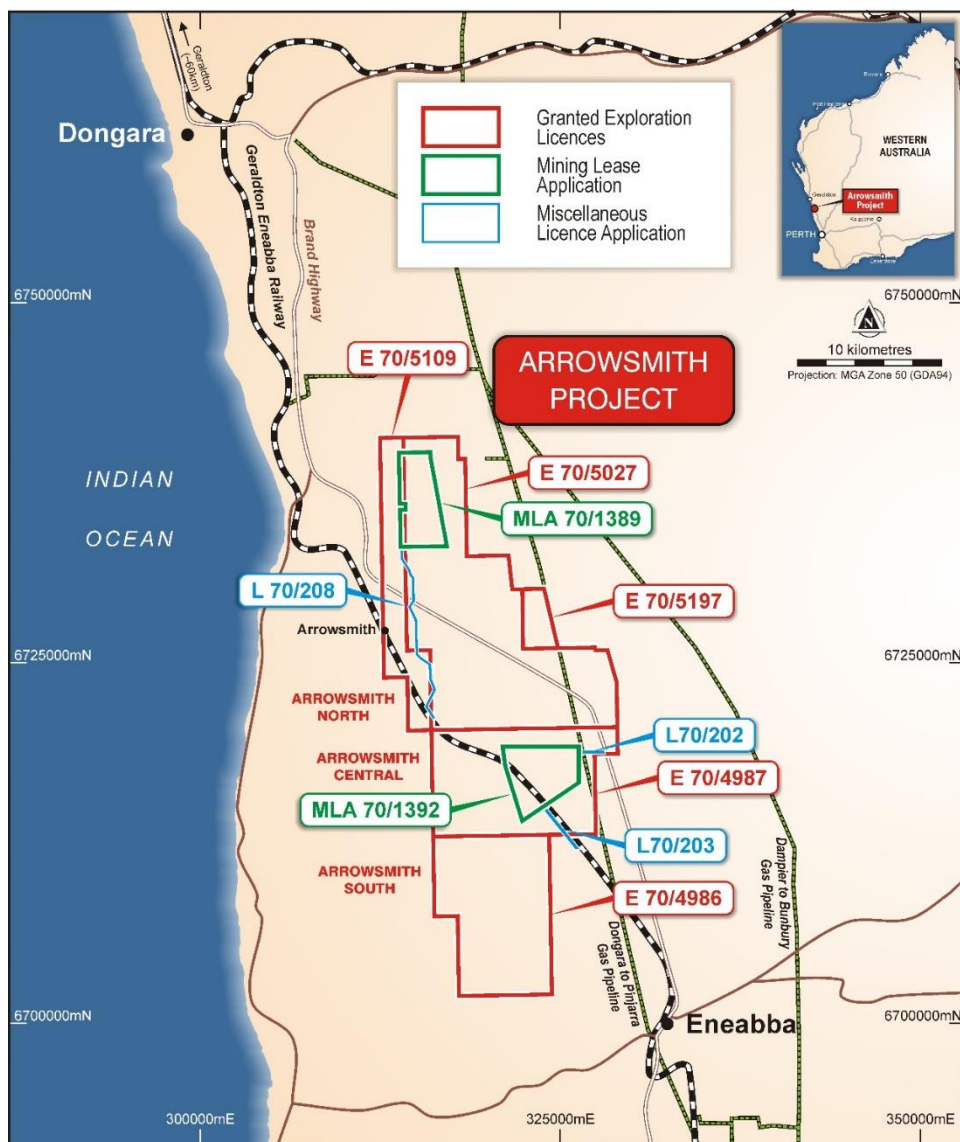 Geraldton
(~60km)
Dongara
Geraldton Eneabba Railway
Brand Highway
Granted Exploration
Licences
Mining Lease
Application
Miscellaneous
Licence Application
WESTERN
AUSTRALIA
Geraldton
Arrowsmith
Project
Kalgoorlie
PERTH
6750000mN
6750000mN
N
10 kilometres
Projection: MGA Zone 50 (GDA94)
E 70/5109
ARROWSMITH
PROJECT
INDIAN
OCEAN
E 70/5027
MLA 70/1389
L 70/208
E 70/5197
Arrowsmith
6725000mN
6725000mN
ARROWSMITH
NORTH
L70/202
ARROWSMITH
CENTRAL
E 70/4987
MLA 70/1392
L70/203
ARROWSMITH
SOUTH
E 70/4986
Dongara to Pinjarra
Gas Pipeline
Dampier to Bunbury
Gas Pipeline
6700000mN
6700000mN
Eneabba
300000mE
325000mE
350000mE